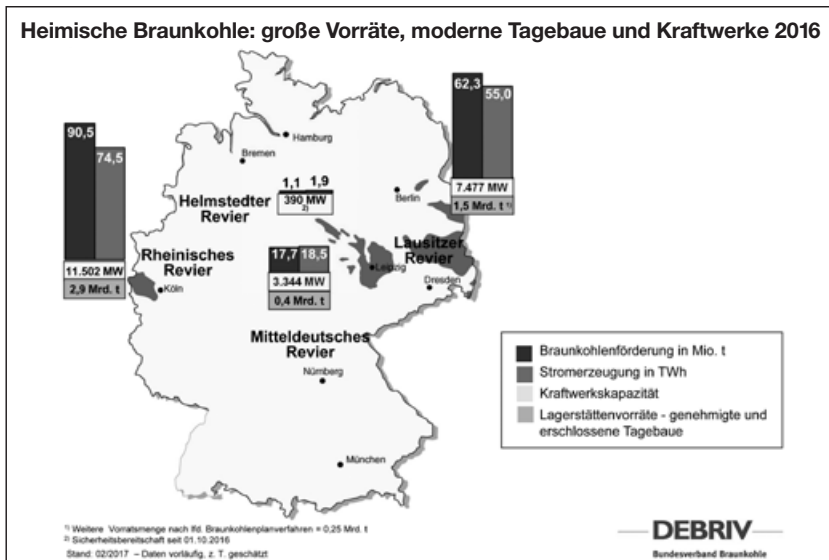 Heimische Braunkohle: große Vorräte, moderne Tagebaue und Kraftwerke 2016
62,3 55,0
7.477 MW
1,5 Mrd. t ¹⁾
90,5
74,5
11.502 MW
2,9 Mrd. t
Hamburg
Bremen
Berlin
Helmstedter
Revier
1,1 1,9
390 MW
2)
Rheinisches
Revier
Köln
17,7 18,5
3.344 MW
0,4 Mrd. t
Lausitzer
Revier
Leipzig
Dresden
Mitteldeutsches
Revier
Nürnberg
München
Braunkohlenförderung in Mio. t
Stromerzeugung in TWh
Kraftwerkskapazität
Lagerstättenvorräte - genehmigte und
erschlossene Tagebaue
¹⁾ Weitere Vorratsmenge nach lfd. Braunkohlenplanverfahren = 0,25 Mrd. t
²⁾ Sicherheitsbereitschaft seit 01.10.2016
Stand: 02/2017 – Daten vorläufig, z. T. geschätzt
DEBRIV
Bundesverband Braunkohle